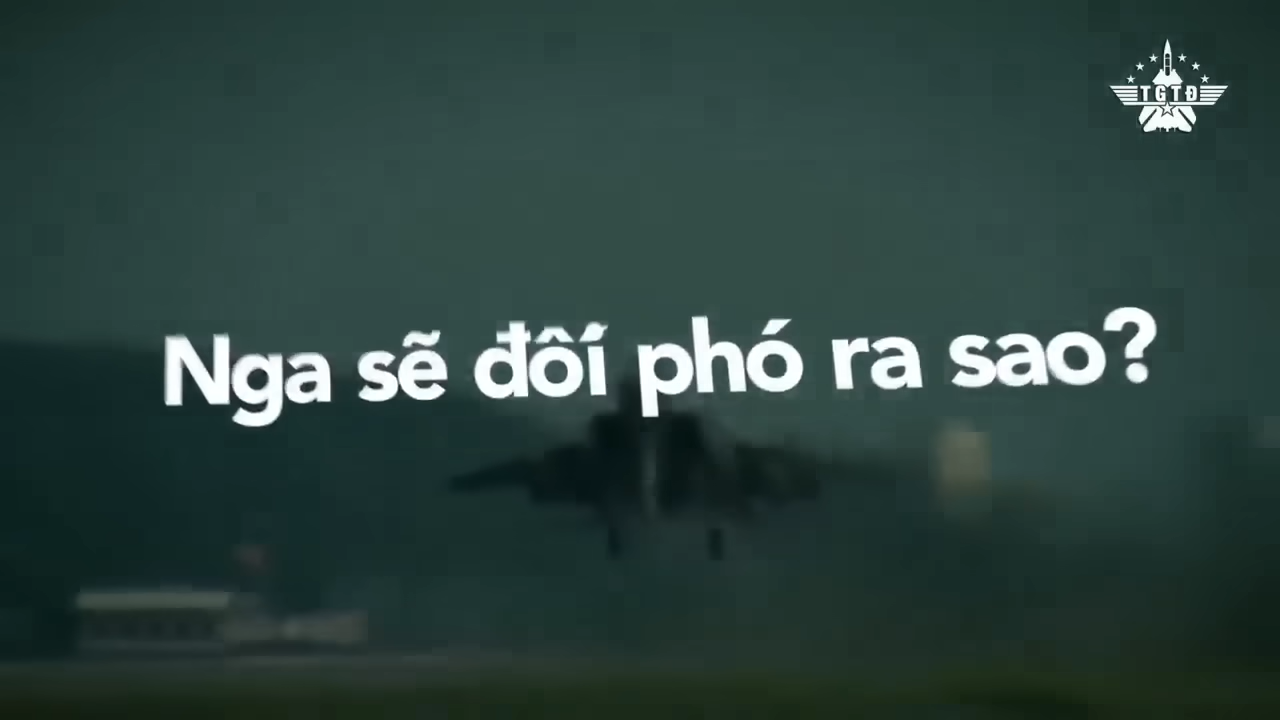 TGTĐ
Nga sẽ đối phó ra sao?